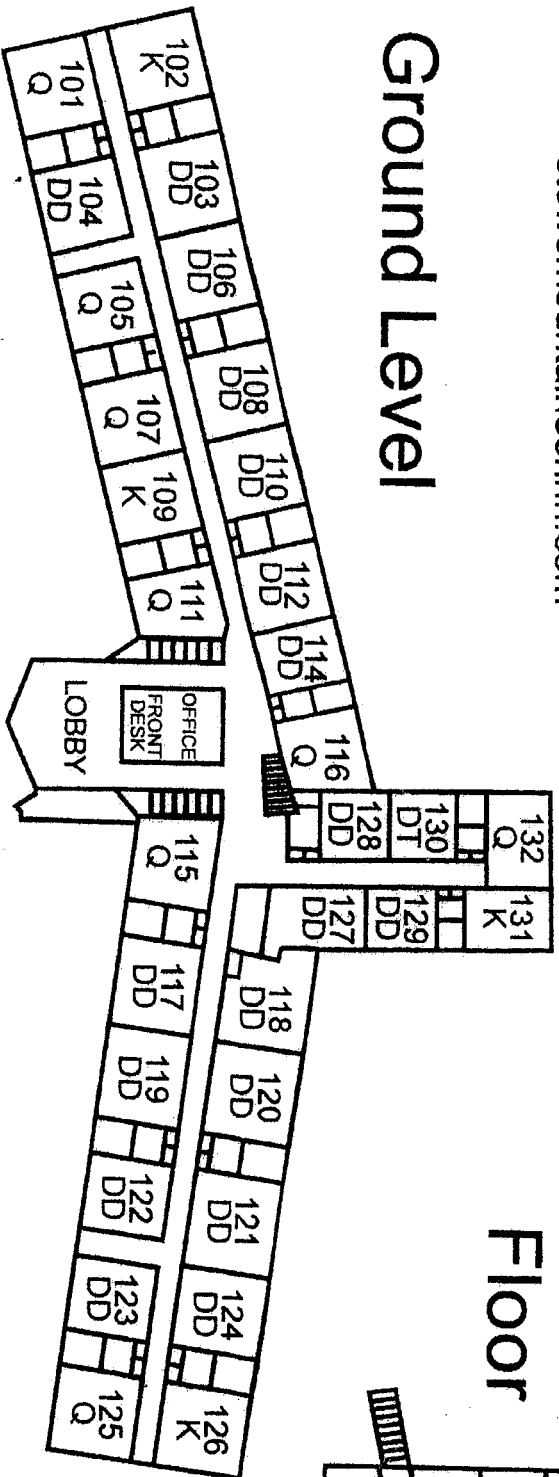 Ground Level
Floor
102
K
101
Q
103
DD
104
DD
106
DD
105
Q
108
DD
107
Q
110
DD
109
K
112
DD
111
Q
114
DD
116
Q
OFFICE
FRONT
DESK
LOBBY
132
Q
130
DT
128
DD
131
K
129
DD
127
DD
115
Q
118
DD
117
DD
120
DD
119
DD
121
DD
122
DD
124
DD
123
DD
126
K
125
Q